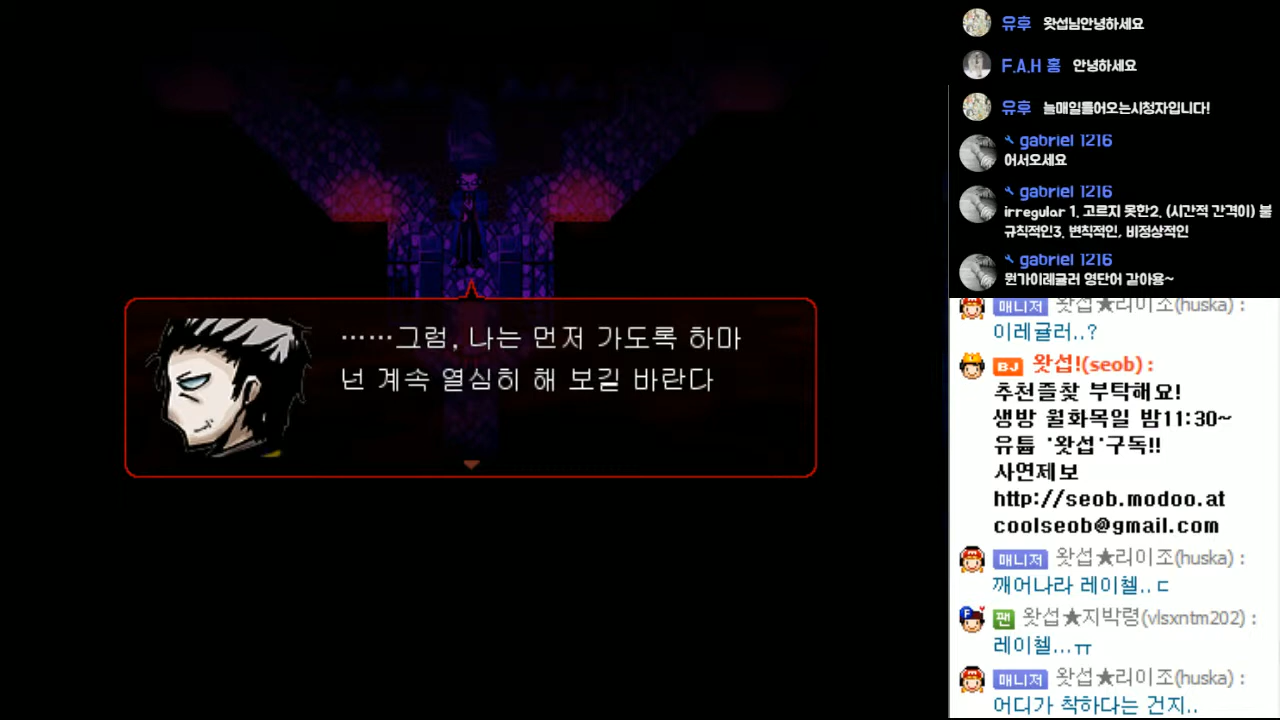 ……그럼, 나는 먼저 가도록 하마
넌 계속 열심히 해 보길 바란다
유후 왓섭님안녕하세요
F.A.H 홍 안녕하세요
유후 늘매일들어오는시청자입니다!
gabriel 1216
어서오세요
gabriel 1216
irregular 1. 고르지 못한2. (시간적 간격이) 불
규칙적인3. 변칙적인, 비정상적인
gabriel 1216
뭔가이레귤러 영단어 같아용~
매니저 왓섭★리이조(huska) :
이레귤러..?
BJ 왓섭!(seob) :
추천즐찾 부탁해요!
생방 월화목일 밤11:30~
유튭 '왓섭'구독!!
사연제보
http://seob.modoo.at
coolseob@gmail.com
매니저 왓섭★리이조(huska) :
깨어나라 레이첼..ㄷ
팬 왓섭★지박령(vlsxntm202) :
레이첼...ㅠ
매니저 왓섭★리이조(huska) :
어디가 착하다는 건지..